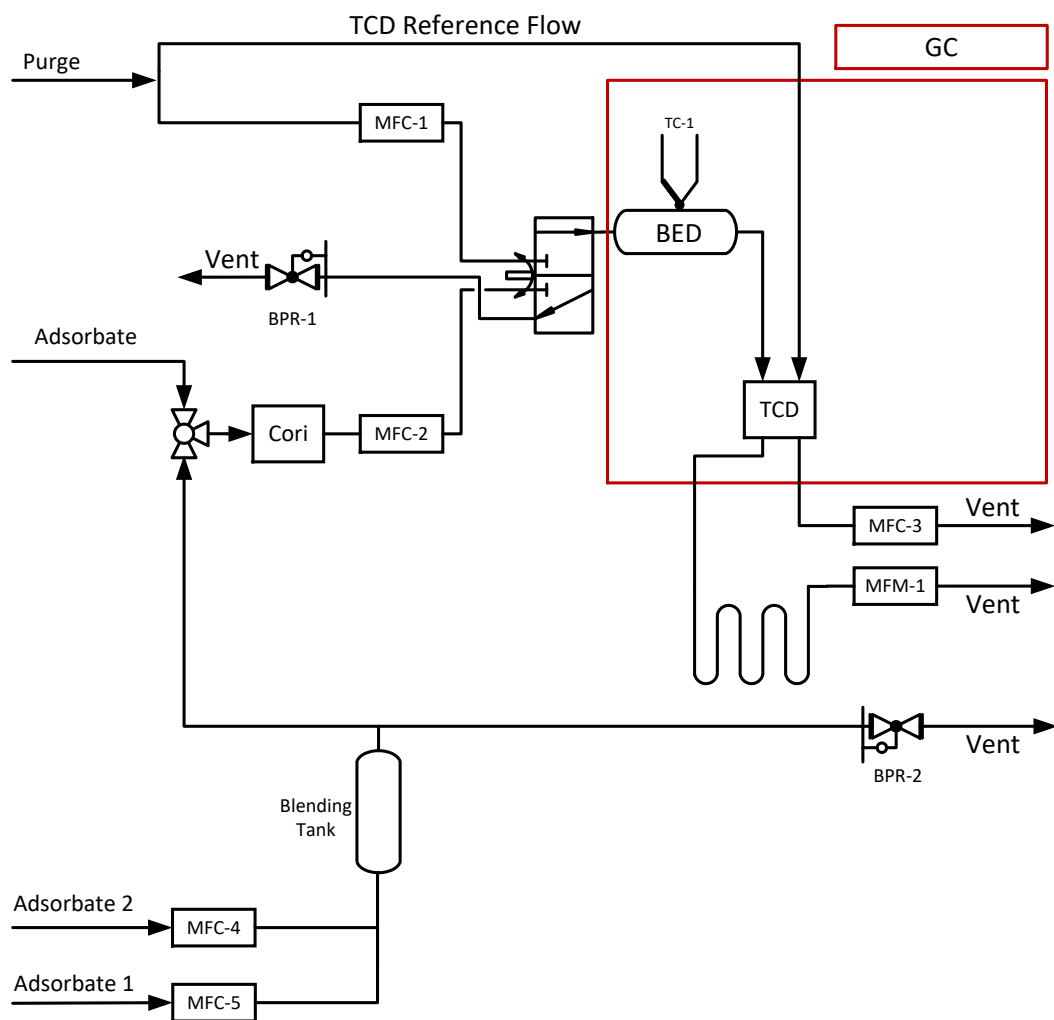 TCD Reference Flow
GC
Purge
MFC-1
TC-1
BED
Vent
BPR-1
Adsorbate
TCD
Cori
MFC-2
MFC-3
Vent
MFM-1
Vent
Vent
BPR-2
Blending
Tank
Adsorbate 2
MFC-4
Adsorbate 1
MFC-5